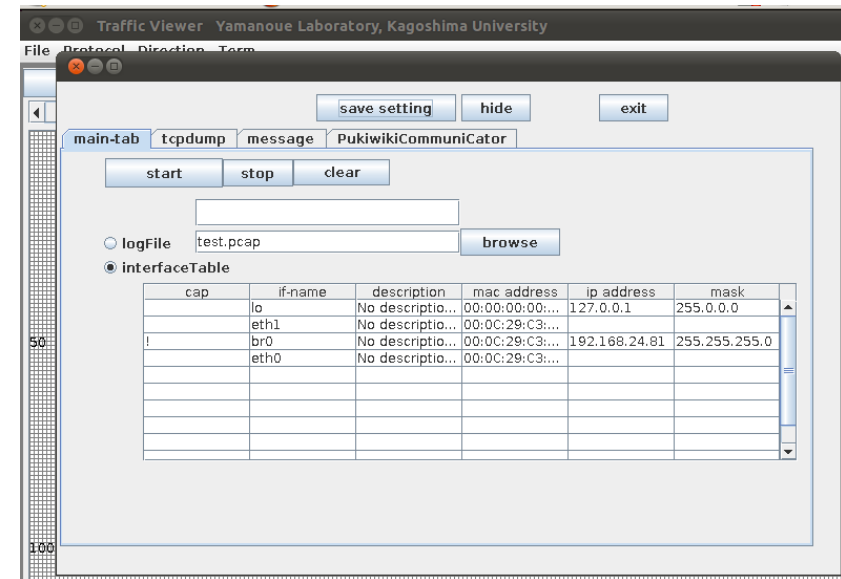 Traffic Viewer Yamanoue Laboratory, Kagoshima University
File Protocol Direction Term
save setting hide exit
main-tab tcpdump message PukiwikiCommuniCator
start stop clear
logFile test.pcap browse
interfaceTable
cap if-name description mac address ip address mask
lo No descriptio... 00:00:00:00:... 127.0.0.1 255.0.0.0
eth1 No descriptio... 00:0C:29:C3:...
50 ! br0 No descriptio... 00:0C:29:C3:... 192.168.24.81 255.255.255.0
eth0 No descriptio... 00:0C:29:C3:...
100